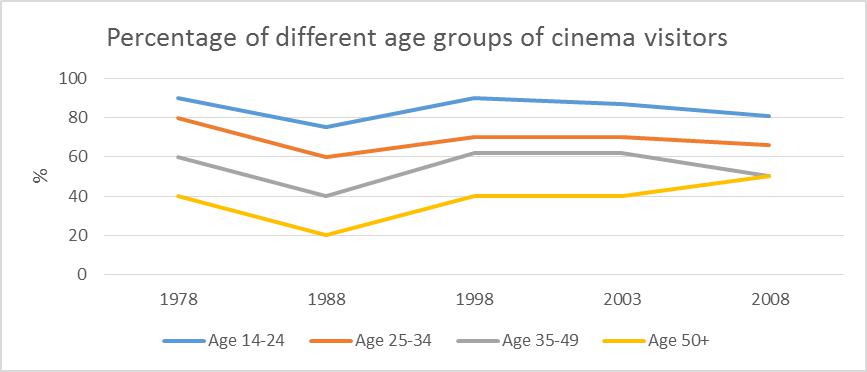 Percentage of different age groups of cinema visitors
100
80
60
40
20
0
%
1978 1988 1998 2003 2008
Age 14-24 Age 25-34 Age 35-49 Age 50+